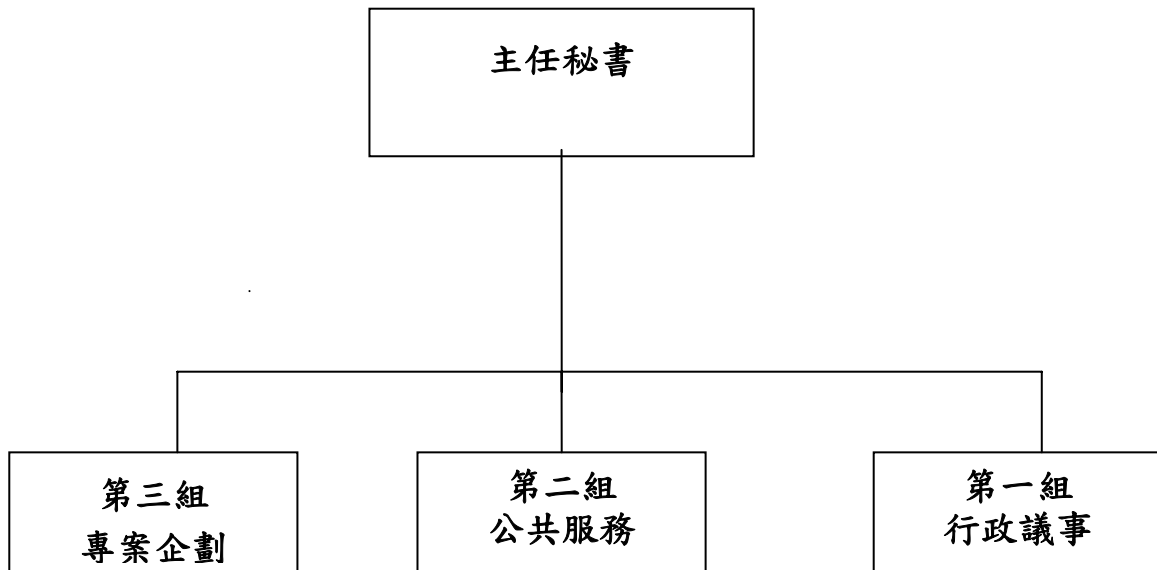 主任秘書
第三組
專案企劃
第二組
公共服務
第一組
行政議事